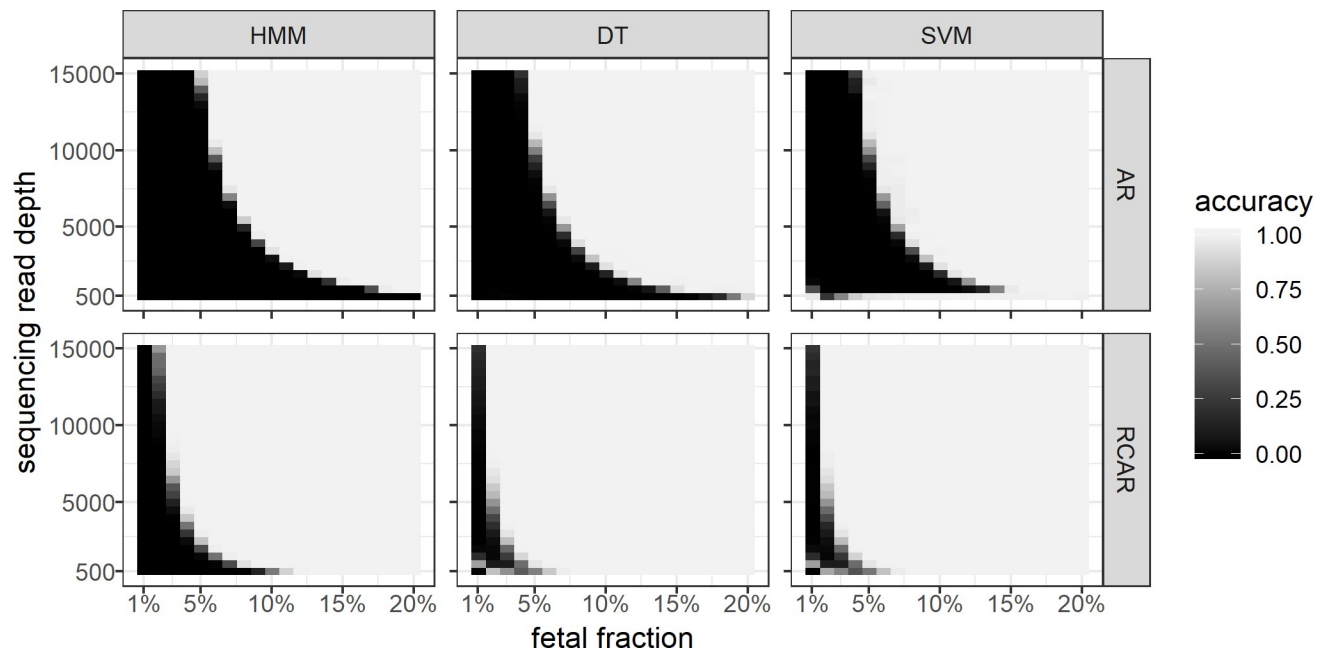 HMM DT SVM
15000
10000
5000
500
AR
15000
10000
5000
500
RCAR
1% 5% 10% 15% 20% 1% 5% 10% 15% 20% 1% 5% 10% 15% 20%
fetal fraction
sequencing read depth
accuracy
1.00
0.75
0.50
0.25
0.00